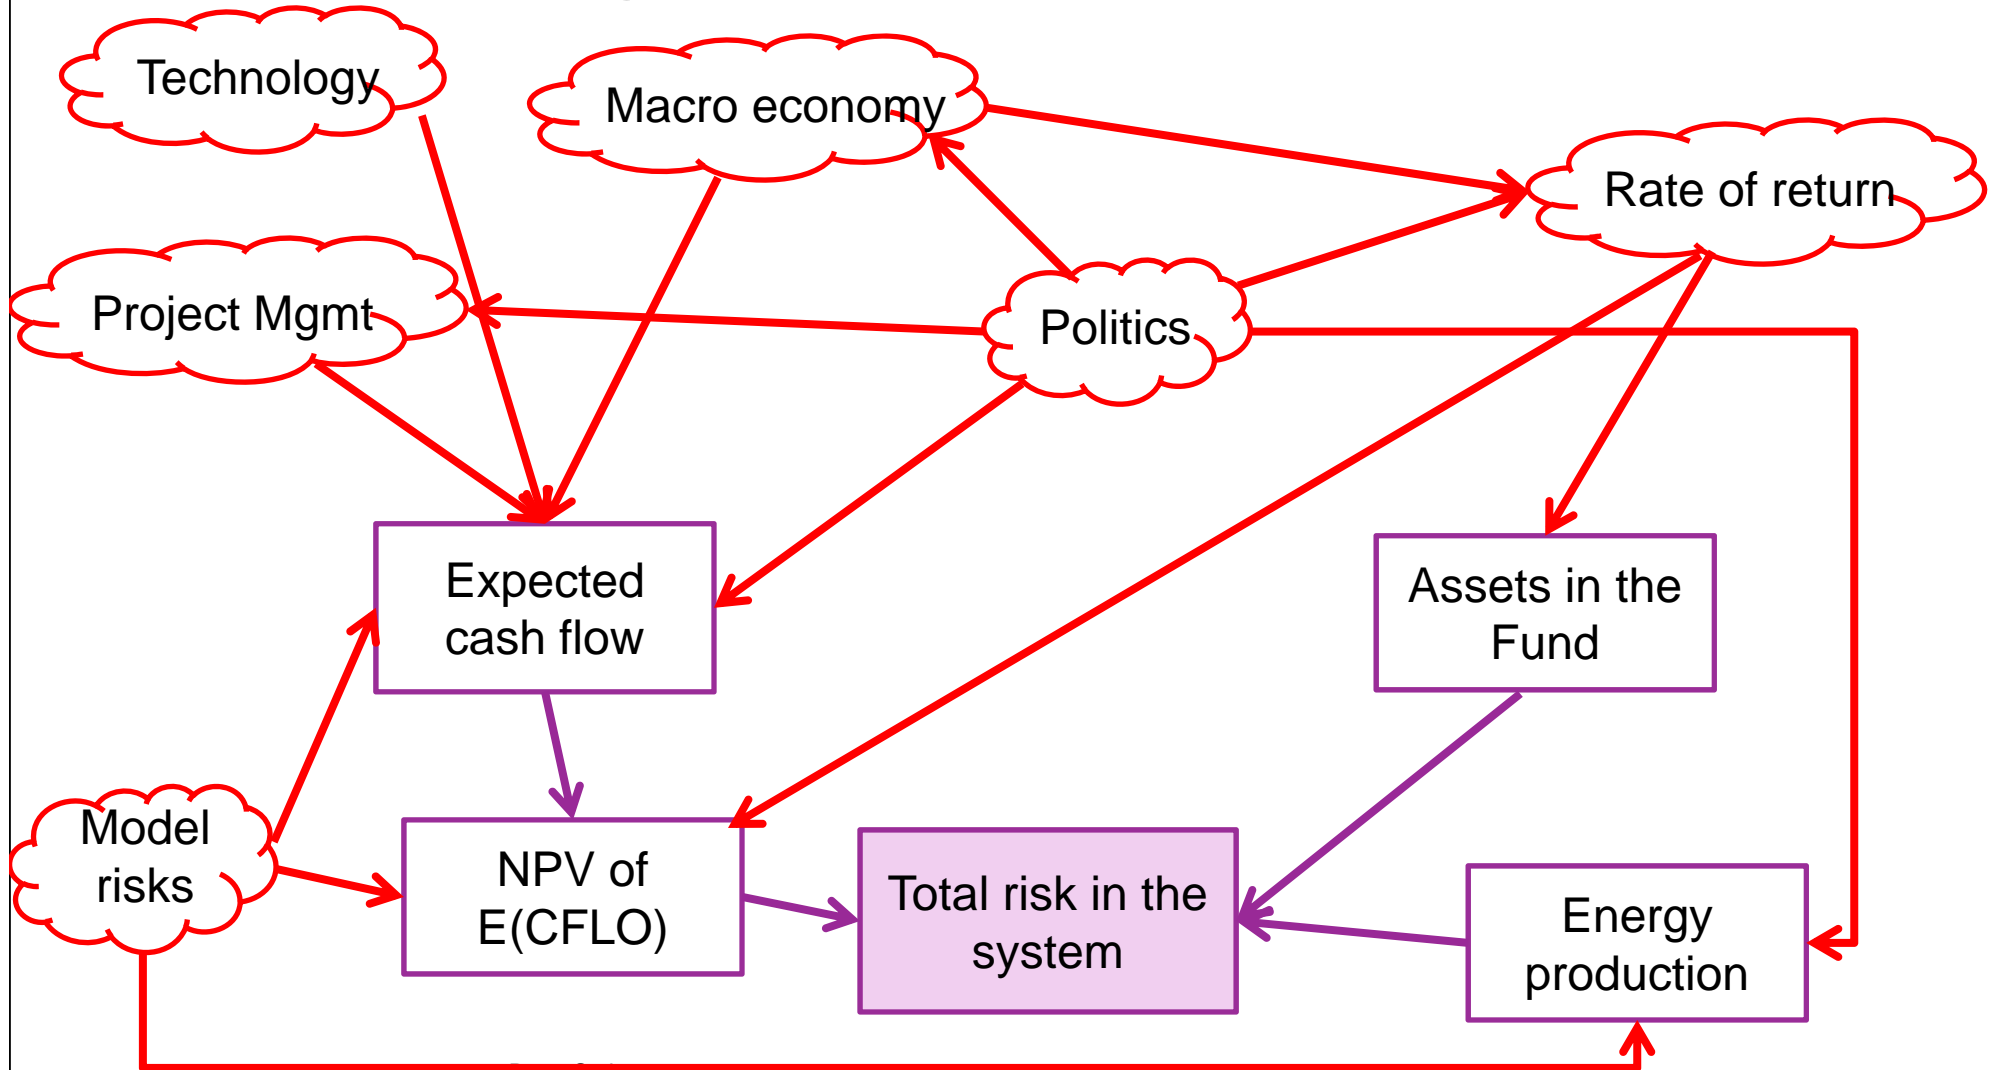 Technology
Macro economy
Rate of return
Project Mgmt
Politics
Expected
cash flow
Assets in the
Fund
Model
risks
NPV of
E(CFLO)
Total risk in the
system
Energy
production